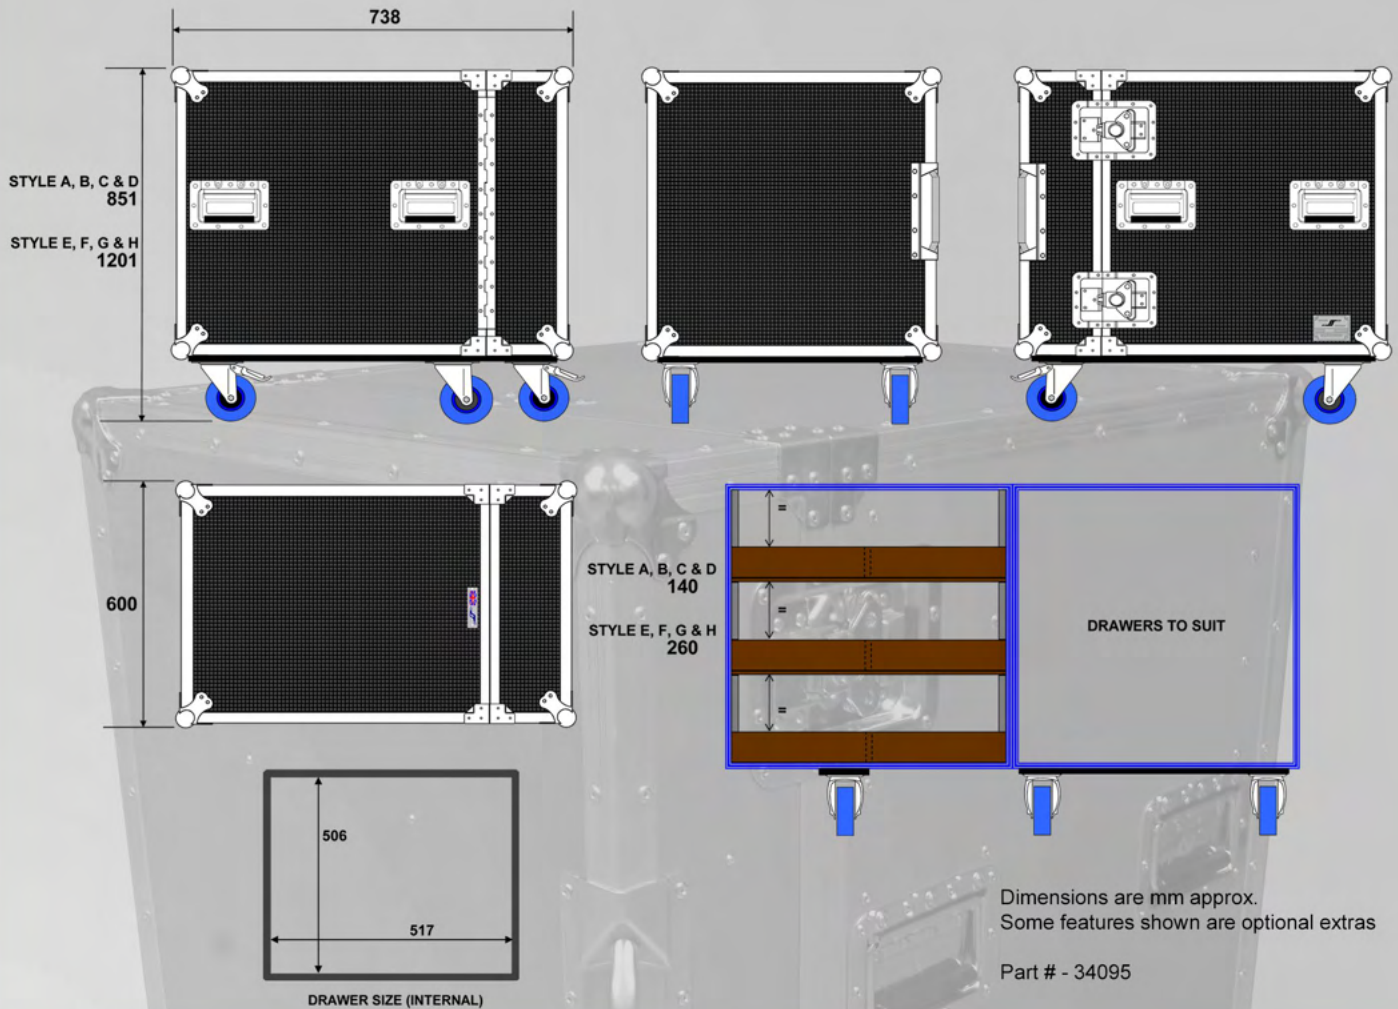 738
STYLE A, B, C & D
851
STYLE E, F, G & H
1201
600
=
STYLE A, B, C & D
140
=
STYLE E, F, G & H
260
=
DRAWERS TO SUIT
506
517
DRAWER SIZE (INTERNAL)
Dimensions are mm approx.
Some features shown are optional extras
Part # - 34095